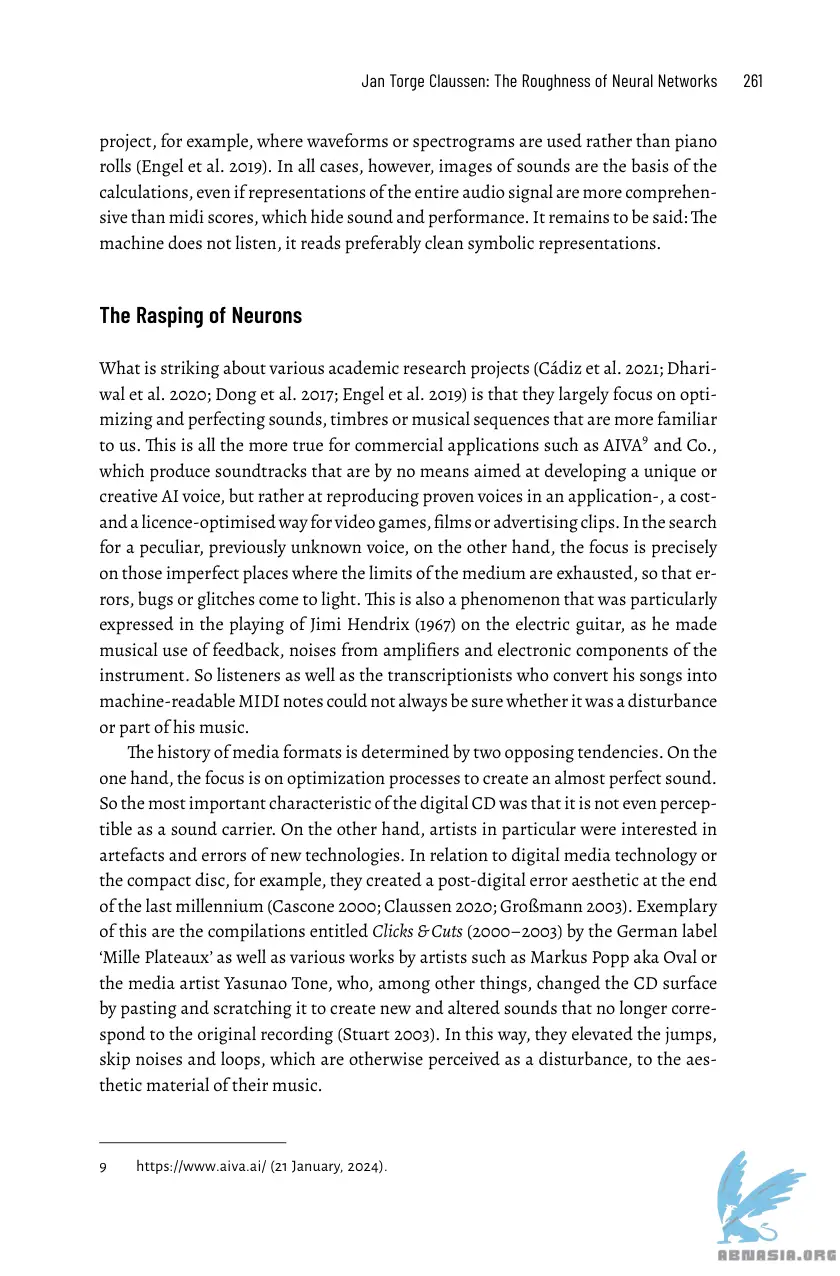 Jan Torge Claussen: The Roughness of Neural Networks 261
project, for example, where waveforms or spectrograms are used rather than piano
rolls (Engel et al. 2019). In all cases, however, images of sounds are the basis of the
calculations, even if representations of the entire audio signal are more comprehen-
sive than midi scores, which hide sound and performance. It remains to be said: The
machine does not listen, it reads preferably clean symbolic representations.
The Rasping of Neurons
What is striking about various academic research projects (Cádiz et al. 2021; Dhari-
wal et al. 2020; Dong et al. 2017; Engel et al. 2019) is that they largely focus on opti-
mizing and perfecting sounds, timbres or musical sequences that are more familiar
to us. This is all the more true for commercial applications such as AIVA⁹ and Co.,
which produce soundtracks that are by no means aimed at developing a unique or
creative AI voice, but rather at reproducing proven voices in an application-, a cost-
and a licence-optimised way for video games, films or advertising clips. In the search
for a peculiar, previously unknown voice, on the other hand, the focus is precisely
on those imperfect places where the limits of the medium are exhausted, so that er-
rors, bugs or glitches come to light. This is also a phenomenon that was particularly
expressed in the playing of Jimi Hendrix (1967) on the electric guitar, as he made
musical use of feedback, noises from amplifiers and electronic components of the
instrument. So listeners as well as the transcriptionists who convert his songs into
machine-readable MIDI notes could not always be sure whether it was a disturbance
or part of his music.
The history of media formats is determined by two opposing tendencies. On the
one hand, the focus is on optimization processes to create an almost perfect sound.
So the most important characteristic of the digital CD was that it is not even percep-
tible as a sound carrier. On the other hand, artists in particular were interested in
artefacts and errors of new technologies. In relation to digital media technology or
the compact disc, for example, they created a post-digital error aesthetic at the end
of the last millennium (Cascone 2000; Claussen 2020; Großmann 2003). Exemplary
of this are the compilations entitled Clicks & Cuts (2000–2003) by the German label
‘Mille Plateaux’ as well as various works by artists such as Markus Popp aka Oval or
the media artist Yasunao Tone, who, among other things, changed the CD surface
by pasting and scratching it to create new and altered sounds that no longer corre-
spond to the original recording (Stuart 2003). In this way, they elevated the jumps,
skip noises and loops, which are otherwise perceived as a disturbance, to the aes-
thetic material of their music.
9 https://www.aiva.ai/ (21 January, 2024).
ABNASIA.ORG